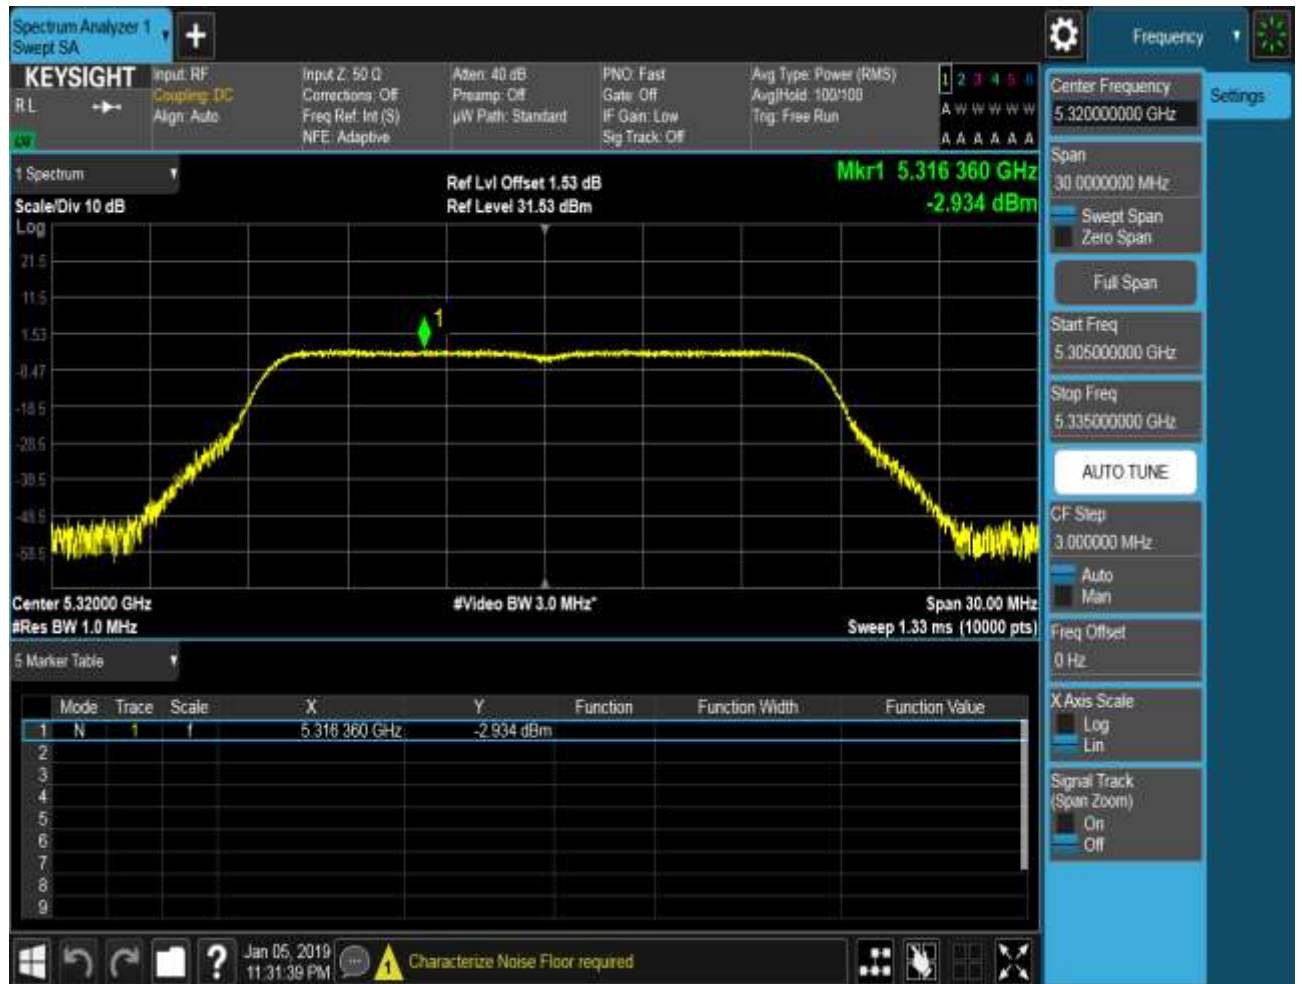 Spectrum Analyzer 1
Swept SA
Frequency
KEYSIGHT
R L
Input: RF
Coupling: DC
Align: Auto
Input Z: 50 Ω
Corrections: Off
Freq Ref: Int (S)
NFE: Adaptive
Atten: 40 dB
Preamp: Off
µW Path: Standard
PNO: Fast
Gate: Off
IF Gain: Low
Sig Track: Off
Avg Type: Power (RMS)
Avg|Hold: 100/100
Trig: Free Run
1 2 3 4 5 6
A W W W W W
A A A A A A
1 Spectrum
Scale/Div 10 dB
Ref Lvl Offset 1.53 dB
Ref Level 31.53 dBm
Mkr1 5.316 360 GHz
-2.934 dBm
Log
21.5
11.5
1.53
-8.47
-18.5
-28.5
-38.5
-48.5
-58.5
1
Center 5.32000 GHz
#Video BW 3.0 MHz*
Span 30.00 MHz
#Res BW 1.0 MHz
Sweep 1.33 ms (10000 pts)
5 Marker Table
Mode Trace Scale X Y Function Function Width Function Value
1 N 1 f 5.316 360 GHz -2.934 dBm
2
3
4
5
6
7
8
9
Center Frequency
5.320000000 GHz
Settings
Span
30.0000000 MHz
Swept Span
Zero Span
Full Span
Start Freq
5.305000000 GHz
Stop Freq
5.335000000 GHz
AUTO TUNE
CF Step
3.000000 MHz
Auto
Man
Freq Offset
0 Hz
X Axis Scale
Log
Lin
Signal Track
(Span Zoom)
On
Off
?
Jan 05, 2019
11:31:39 PM
1
Characterize Noise Floor required